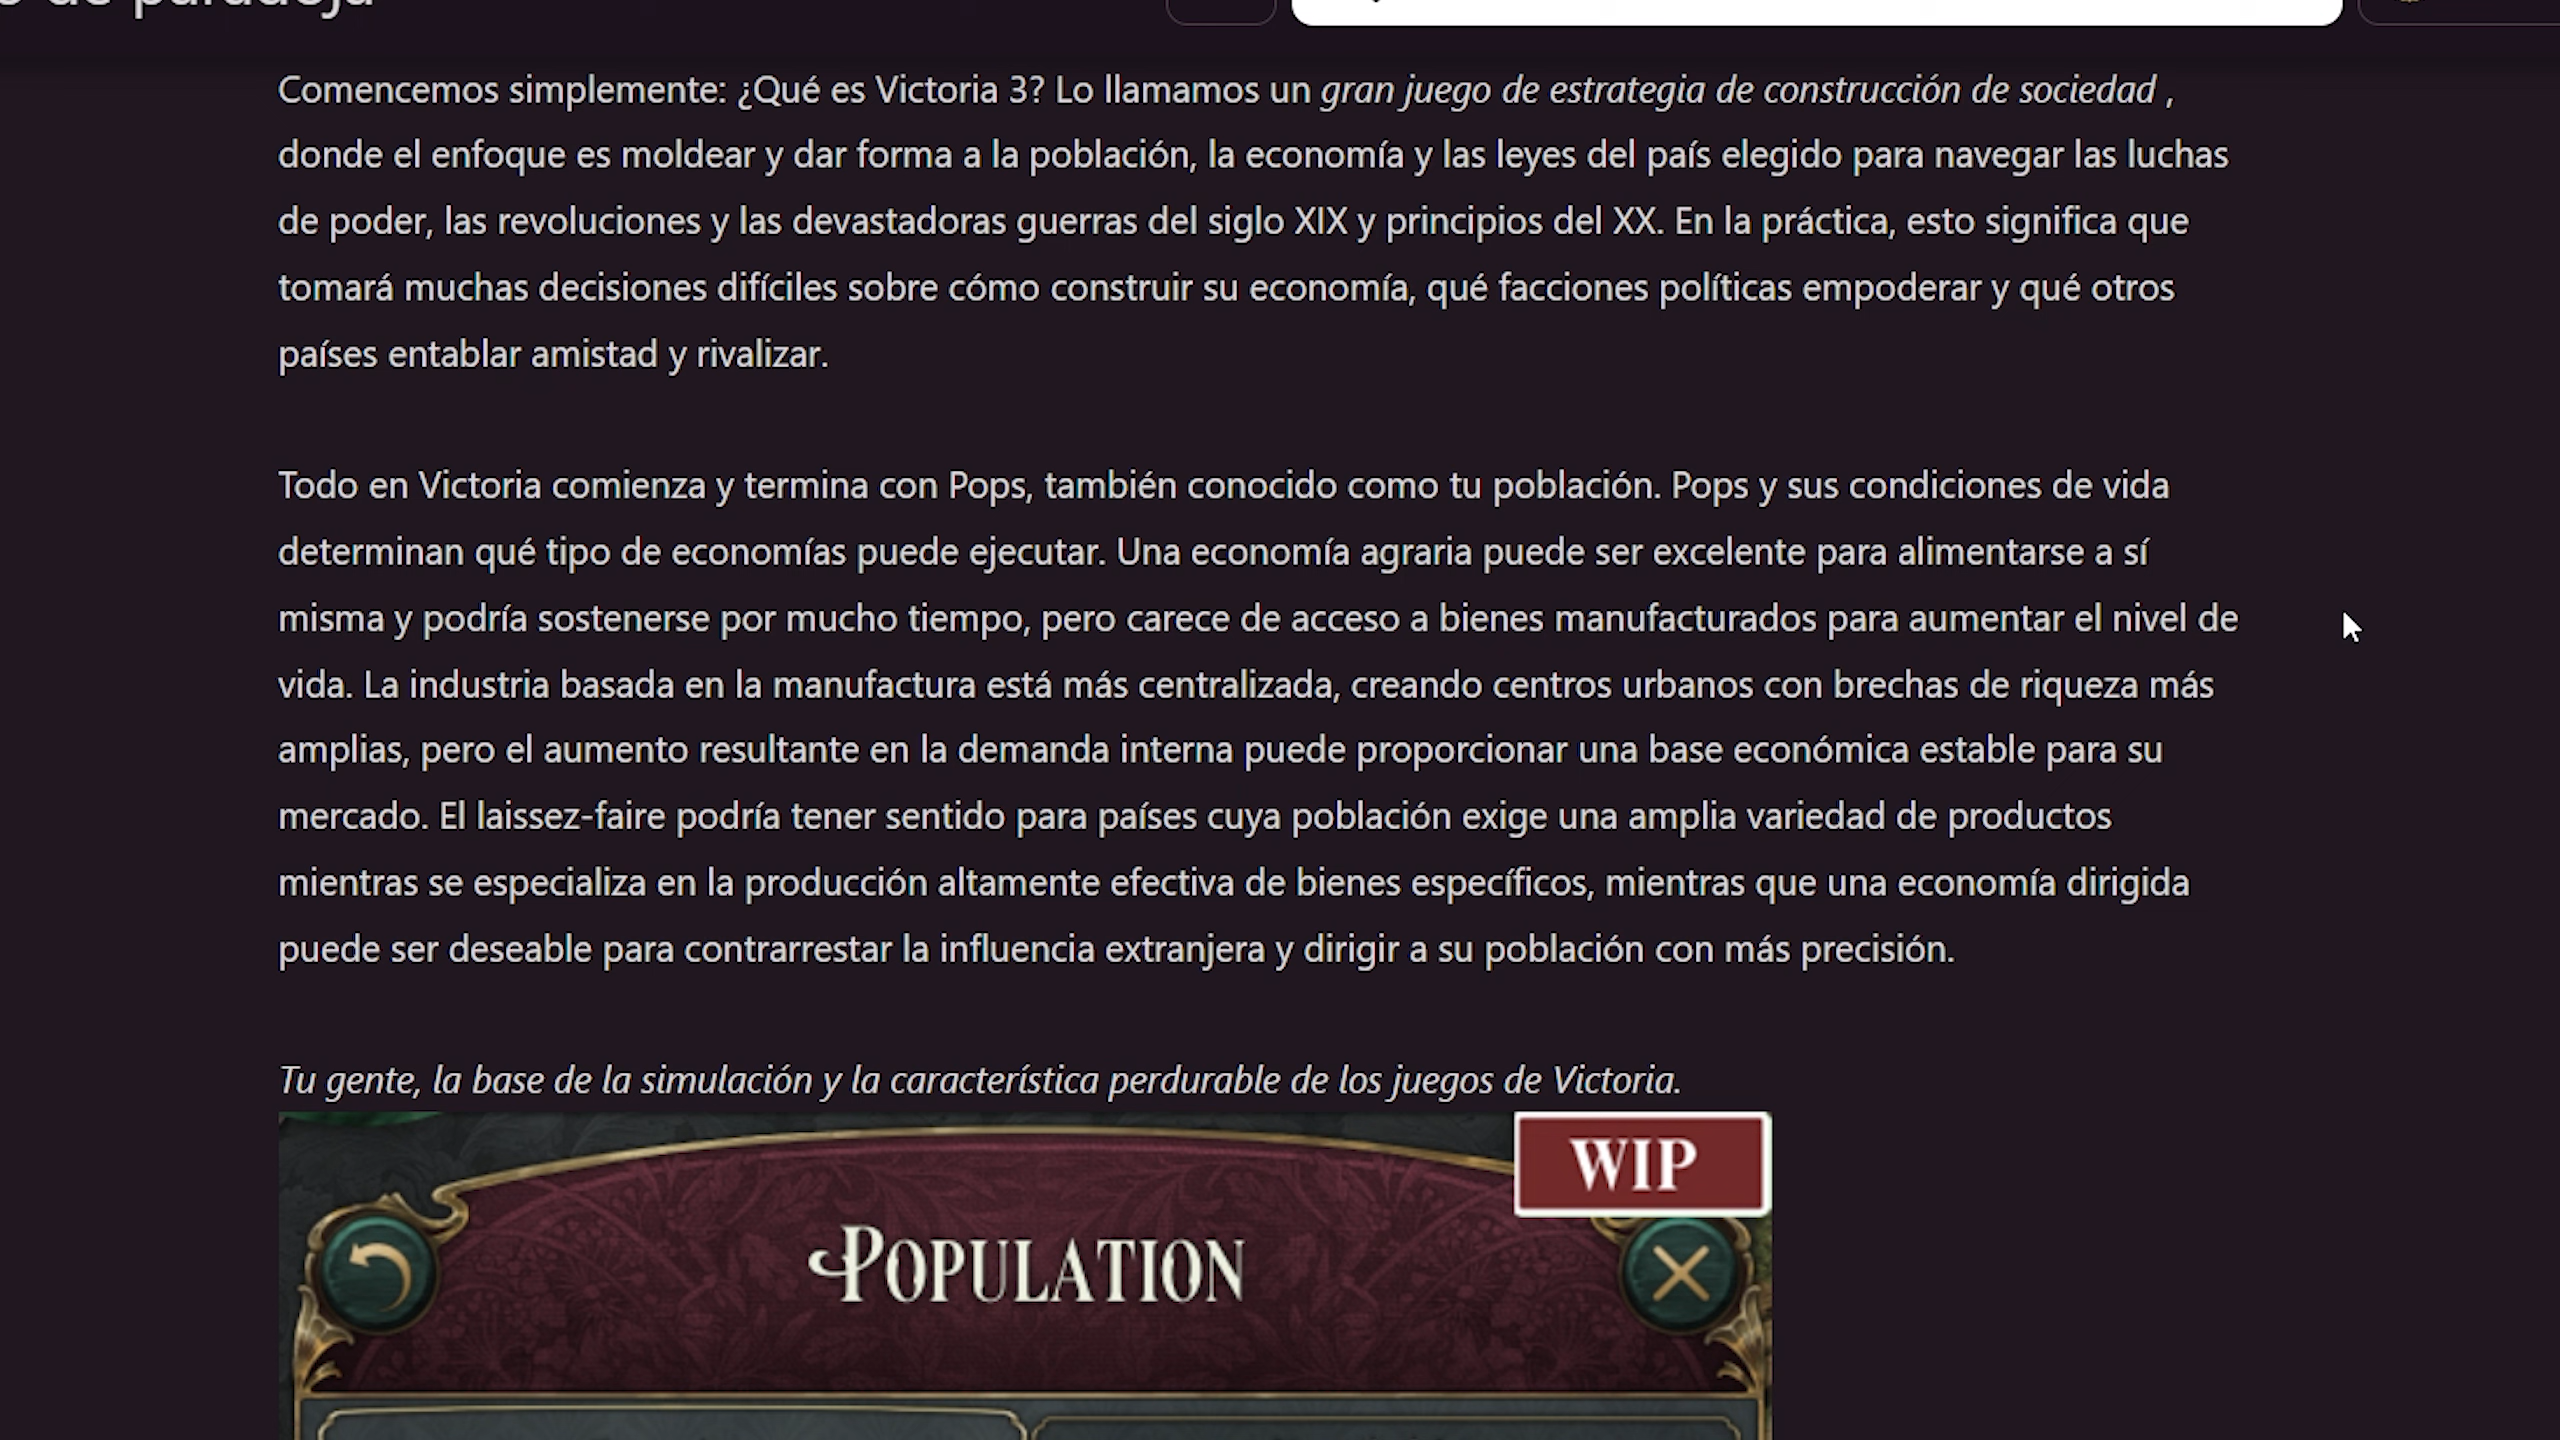 de paradoja
Comencemos simplemente: ¿Qué es Victoria 3? Lo llamamos un gran juego de estrategia de construcción de sociedad ,
donde el enfoque es moldear y dar forma a la población, la economía y las leyes del país elegido para navegar las luchas
de poder, las revoluciones y las devastadoras guerras del siglo XIX y principios del XX. En la práctica, esto significa que
tomará muchas decisiones difíciles sobre cómo construir su economía, qué facciones políticas empoderar y qué otros
países entablar amistad y rivalizar.
Todo en Victoria comienza y termina con Pops, también conocido como tu población. Pops y sus condiciones de vida
determinan qué tipo de economías puede ejecutar. Una economía agraria puede ser excelente para alimentarse a sí
misma y podría sostenerse por mucho tiempo, pero carece de acceso a bienes manufacturados para aumentar el nivel de
vida. La industria basada en la manufactura está más centralizada, creando centros urbanos con brechas de riqueza más
amplias, pero el aumento resultante en la demanda interna puede proporcionar una base económica estable para su
mercado. El laissez-faire podría tener sentido para países cuya población exige una amplia variedad de productos
mientras se especializa en la producción altamente efectiva de bienes específicos, mientras que una economía dirigida
puede ser deseable para contrarrestar la influencia extranjera y dirigir a su población con más precisión.
Tu gente, la base de la simulación y la característica perdurable de los juegos de Victoria.
WIP
POPULATION